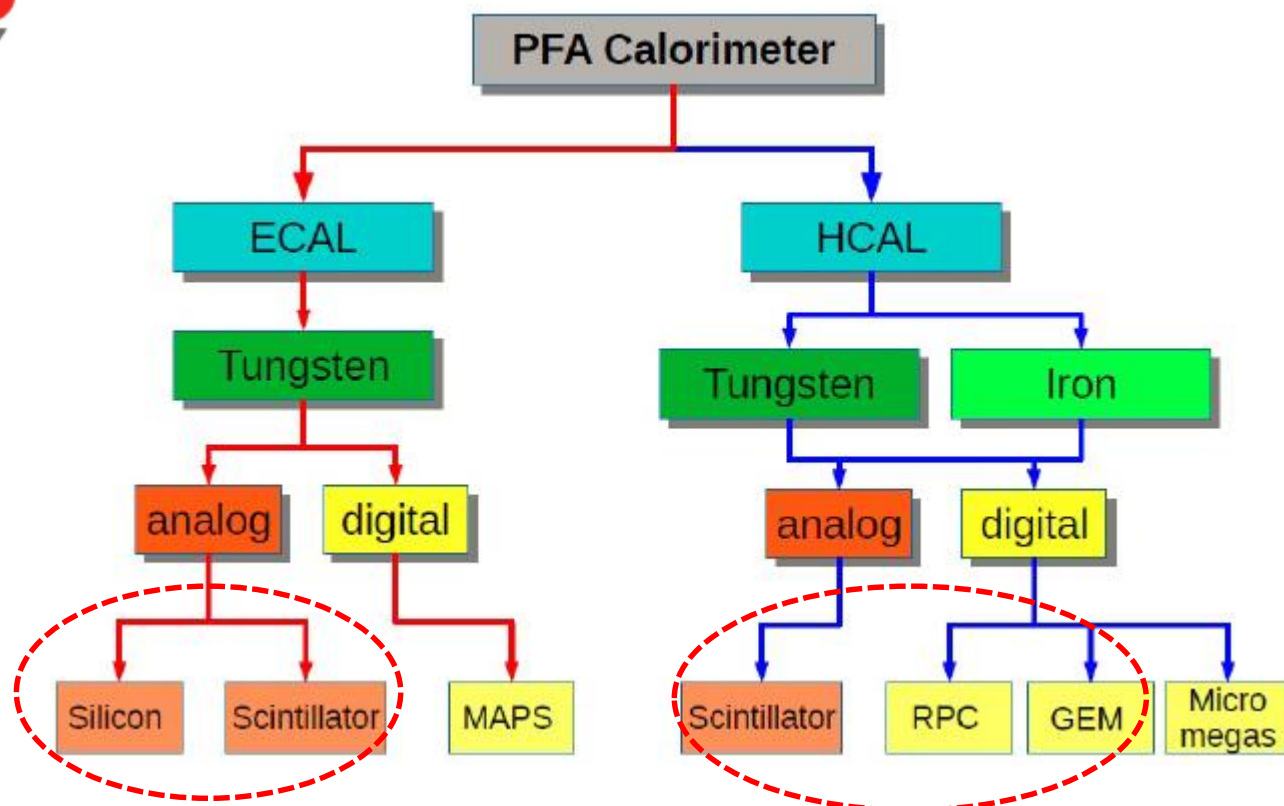 PFA Calorimeter
ECAL
HCAL
Tungsten
Tungsten
Iron
analog
digital
analog
digital
Silicon
Scintillator
MAPS
Scintillator
RPC
GEM
Micro
megas